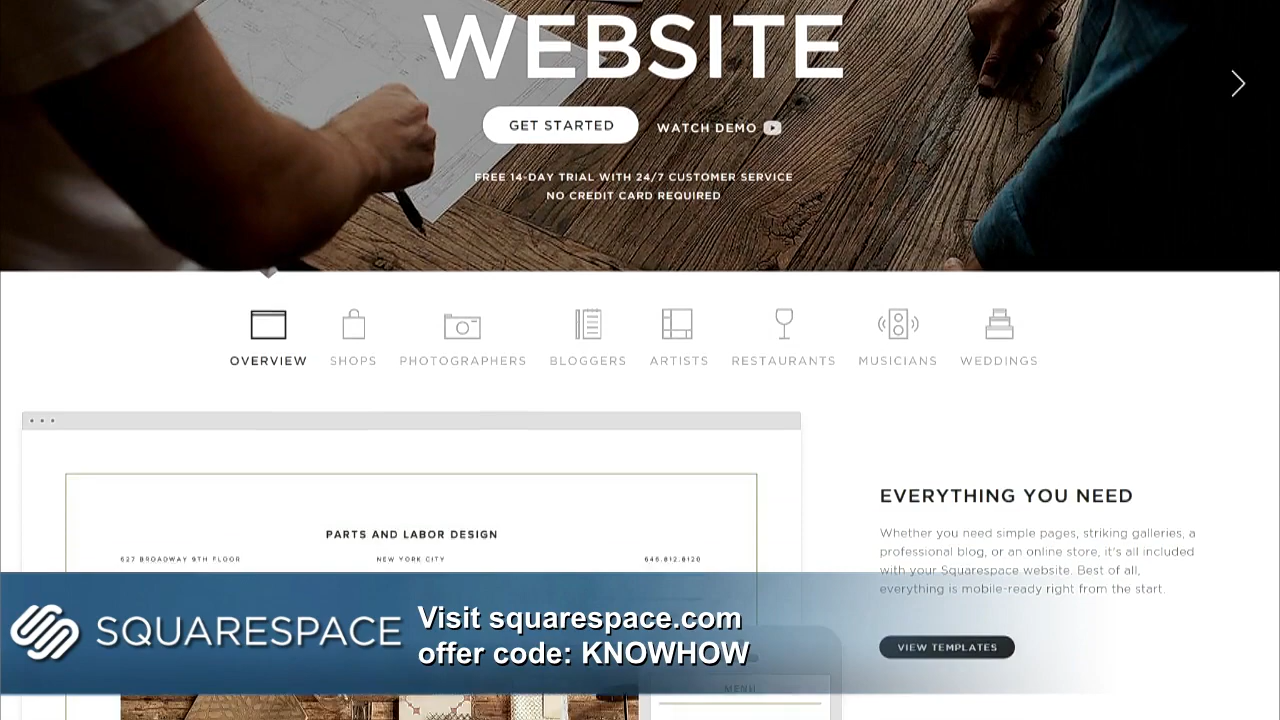 WEBSITE
GET STARTED
WATCH DEMO
FREE 14-DAY TRIAL WITH 24/7 CUSTOMER SERVICE
NO CREDIT CARD REQUIRED
OVERVIEW SHOPS PHOTOGRAPHERS BLOGGERS ARTISTS RESTAURANTS MUSICIANS WEDDINGS
PARTS AND LABOR DESIGN
627 BROADWAY 9TH FLOOR NEW YORK CITY 646.812.8120
EVERYTHING YOU NEED
Whether you need simple pages, striking galleries, a
professional blog, or an online store, it's all included
with your Squarespace website. Best of all,
everything is mobile-ready right from the start.
VIEW TEMPLATES
SQUARESPACE
Visit squarespace.com
offer code: KNOWHOW
MENU